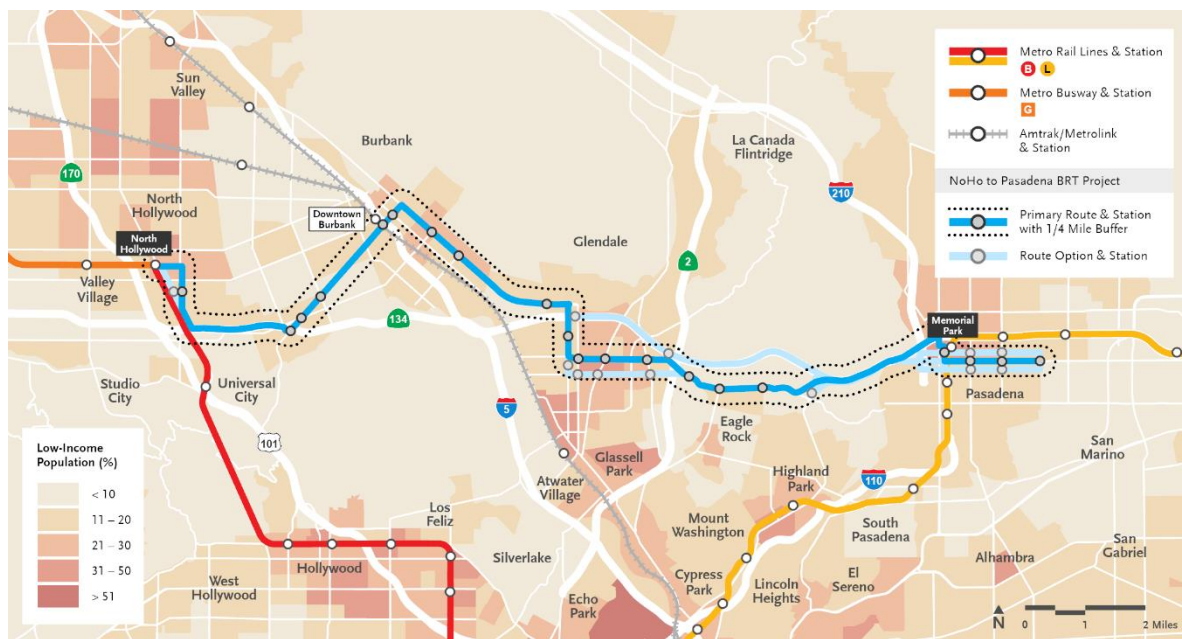 Sun
Valley
Burbank
La Canada
Flintridge
170
210
North
Hollywood
Downtown
Burbank
Glendale
2
North
Hollywood
Valley
Village
134
Memorial
Park
Studio
City
Universal
City
5
Pasadena
Eagle
Rock
101
San
Marino
Glassell
Park
Atwater
Village
Highland
Park
110
Los
Feliz
Mount
Washington
South
Pasadena
Silverlake
Hollywood
West
Hollywood
Alhambra
San
Gabriel
Cypress
Park
Lincoln
Heights
El
Sereno
Echo
Park
Metro Rail Lines & Station
B L
Metro Busway & Station
G
Amtrak/Metrolink
& Station
NoHo to Pasadena BRT Project
Primary Route & Station
with 1/4 Mile Buffer
Route Option & Station
Low-Income
Population (%)
< 10
11 – 20
21 – 30
31 – 50
> 51
N
0 1 2 Miles